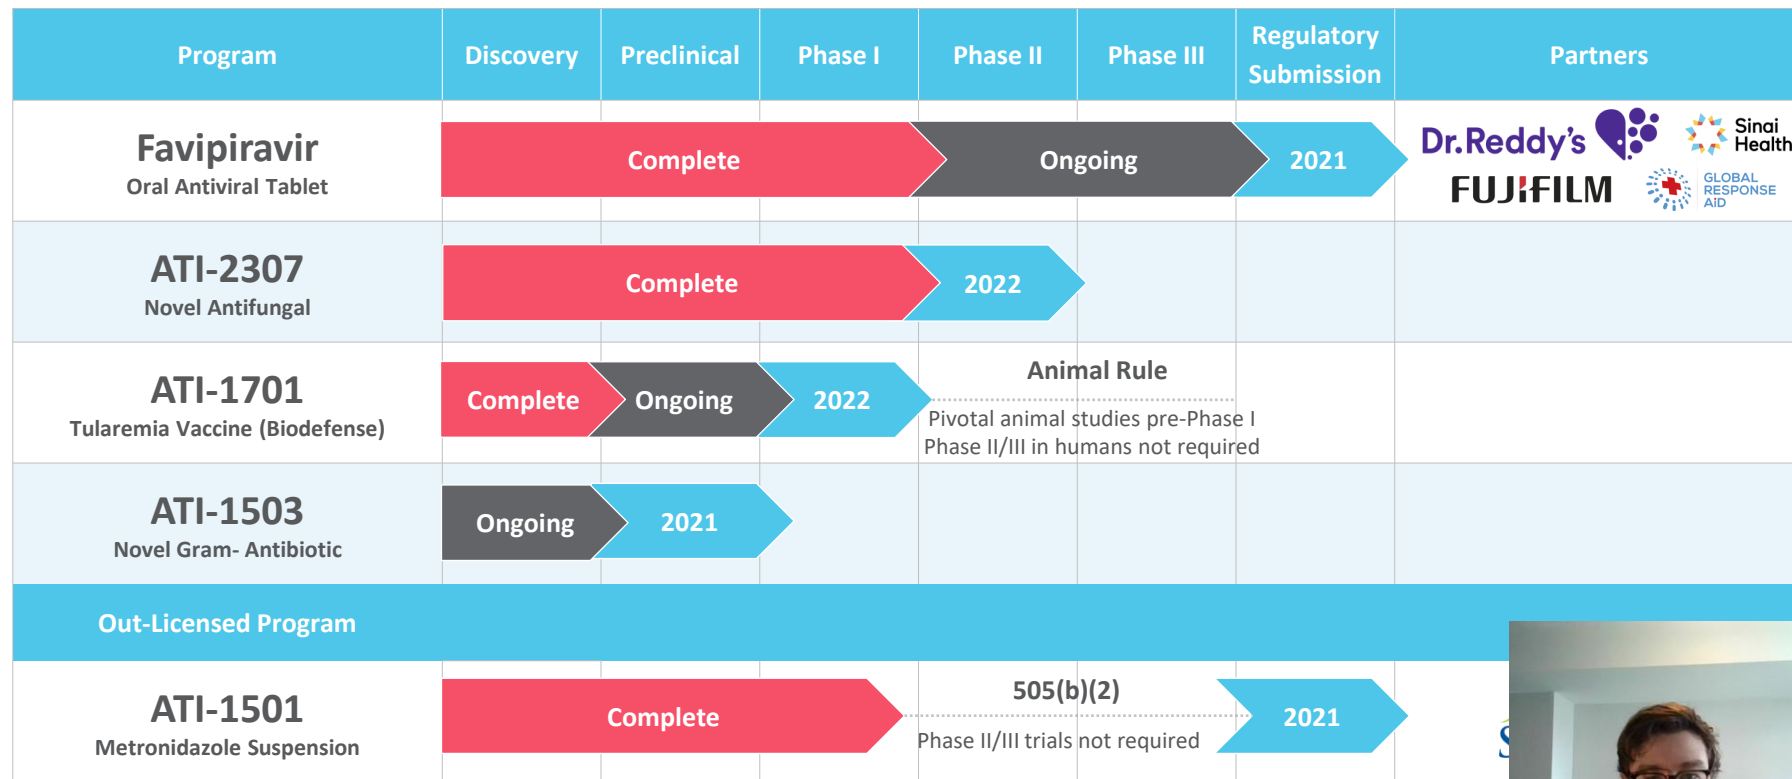 Program Discovery Preclinical Phase I Phase II Phase III Regulatory Submission Partners
Favipiravir
Oral Antiviral Tablet
Complete
Ongoing
2021
Dr.Reddy's
Sinai
Health
FUJIFILM
GLOBAL
RESPONSE
AiD
ATI-2307
Novel Antifungal
Complete
2022
ATI-1701
Tularemia Vaccine (Biodefense)
Complete
Ongoing
2022
Animal Rule
Pivotal animal studies pre-Phase I
Phase II/III in humans not required
ATI-1503
Novel Gram- Antibiotic
Ongoing
2021
Out-Licensed Program
ATI-1501
Metronidazole Suspension
Complete
505(b)(2)
Phase II/III trials not required
2021